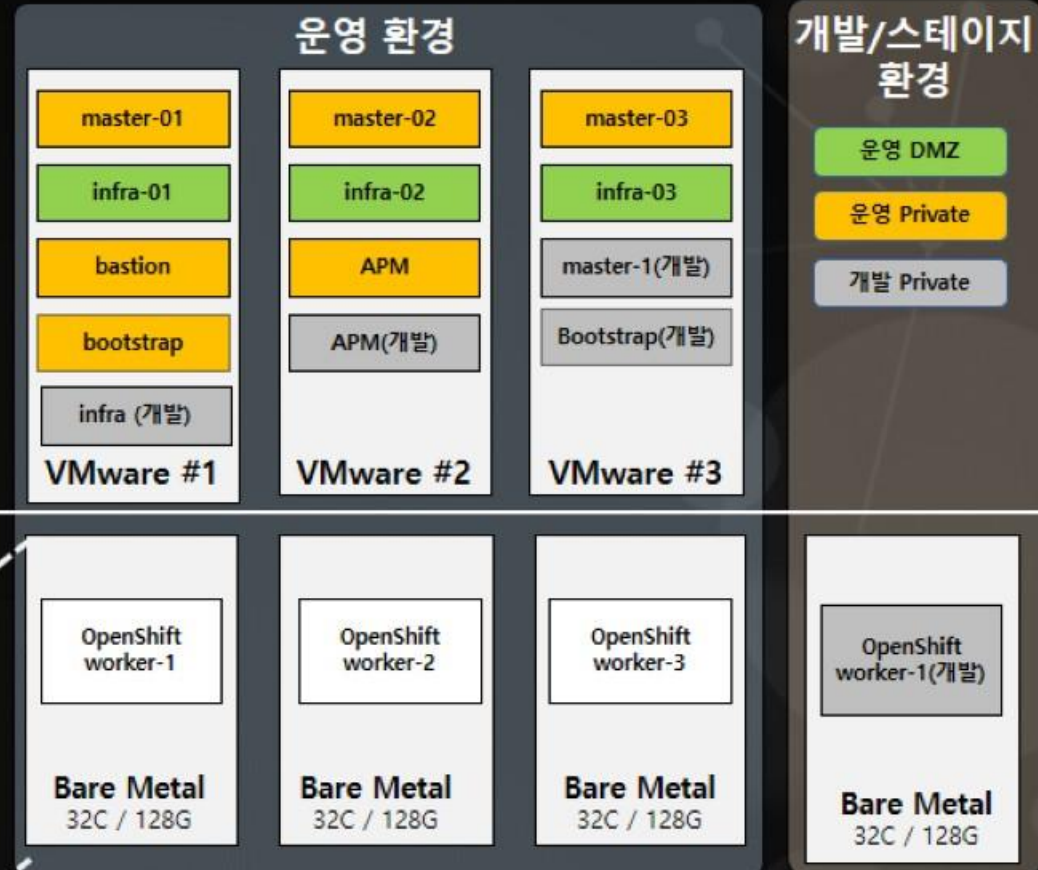 운영 환경
master-01
infra-01
bastion
bootstrap
infra (개발)
VMware #1
master-02
infra-02
APM
APM(개발)
VMware #2
master-03
infra-03
master-1(개발)
Bootstrap(개발)
VMware #3
개발/스테이지
환경
운영 DMZ
운영 Private
개발 Private
OpenShift
worker-1
Bare Metal
32C / 128G
OpenShift
worker-2
Bare Metal
32C / 128G
OpenShift
worker-3
Bare Metal
32C / 128G
OpenShift
worker-1(개발)
Bare Metal
32C / 128G